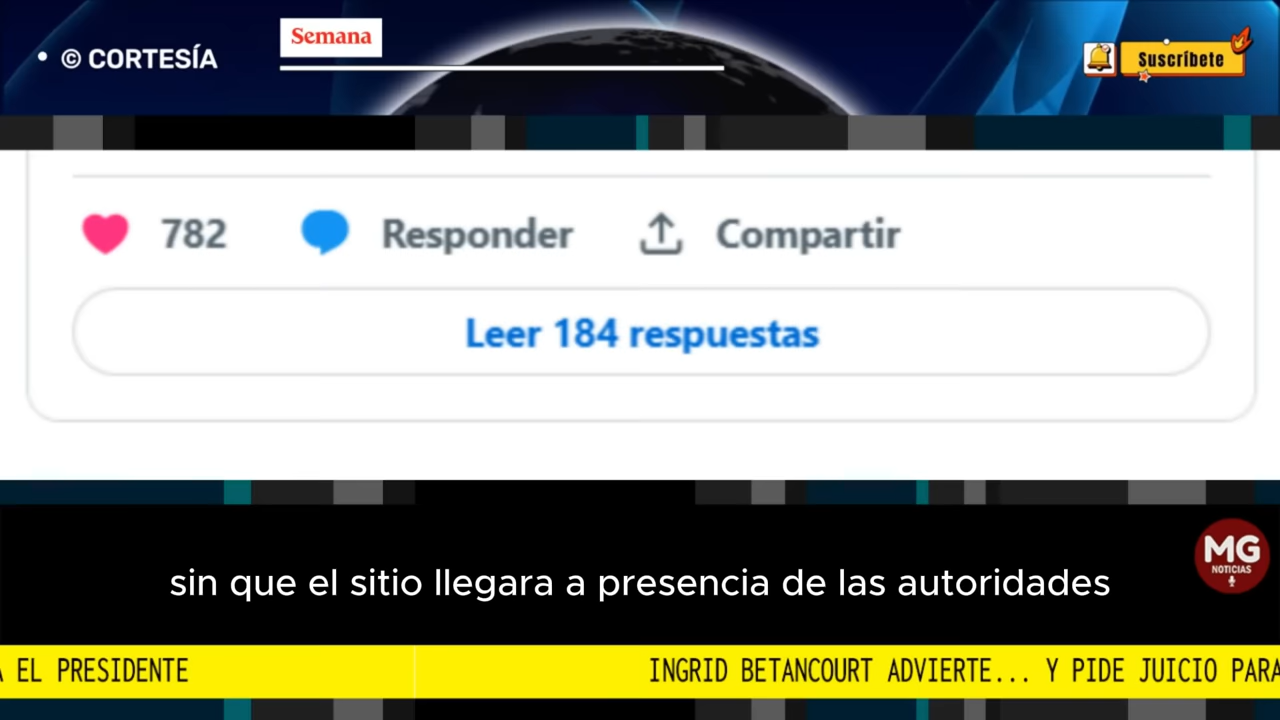 • © CORTESÍA
Semana
Suscríbete
782 Responder Compartir
Leer 184 respuestas
sin que el sitio llegara a presencia de las autoridades
MG
NOTICIAS
A EL PRESIDENTE INGRID BETANCOURT ADVIERTE... Y PIDE JUICIO PARA